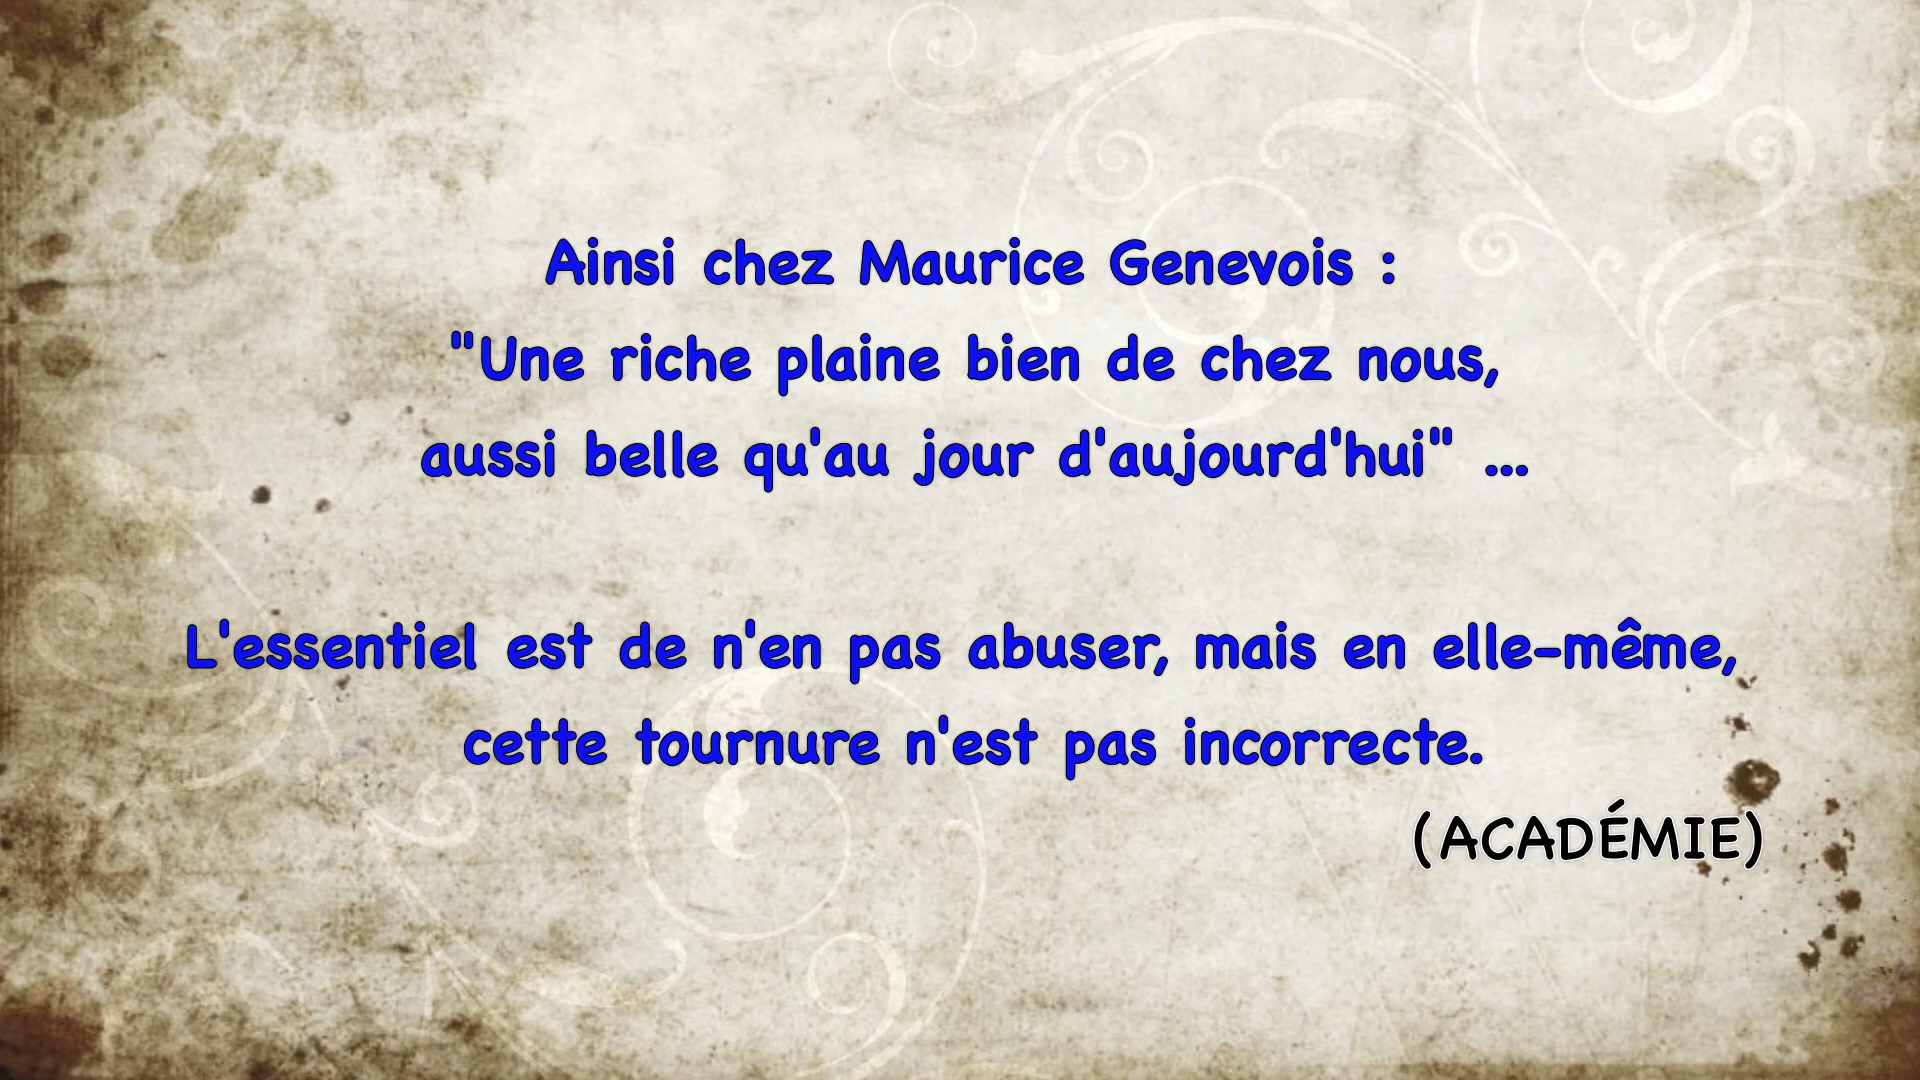 Ainsi chez Maurice Genevois :
"Une riche plaine bien de chez nous,
aussi belle qu'au jour d'aujourd'hui" ...
L'essentiel est de n'en pas abuser, mais en elle-même,
cette tournure n'est pas incorrecte.
(ACADÉMIE)